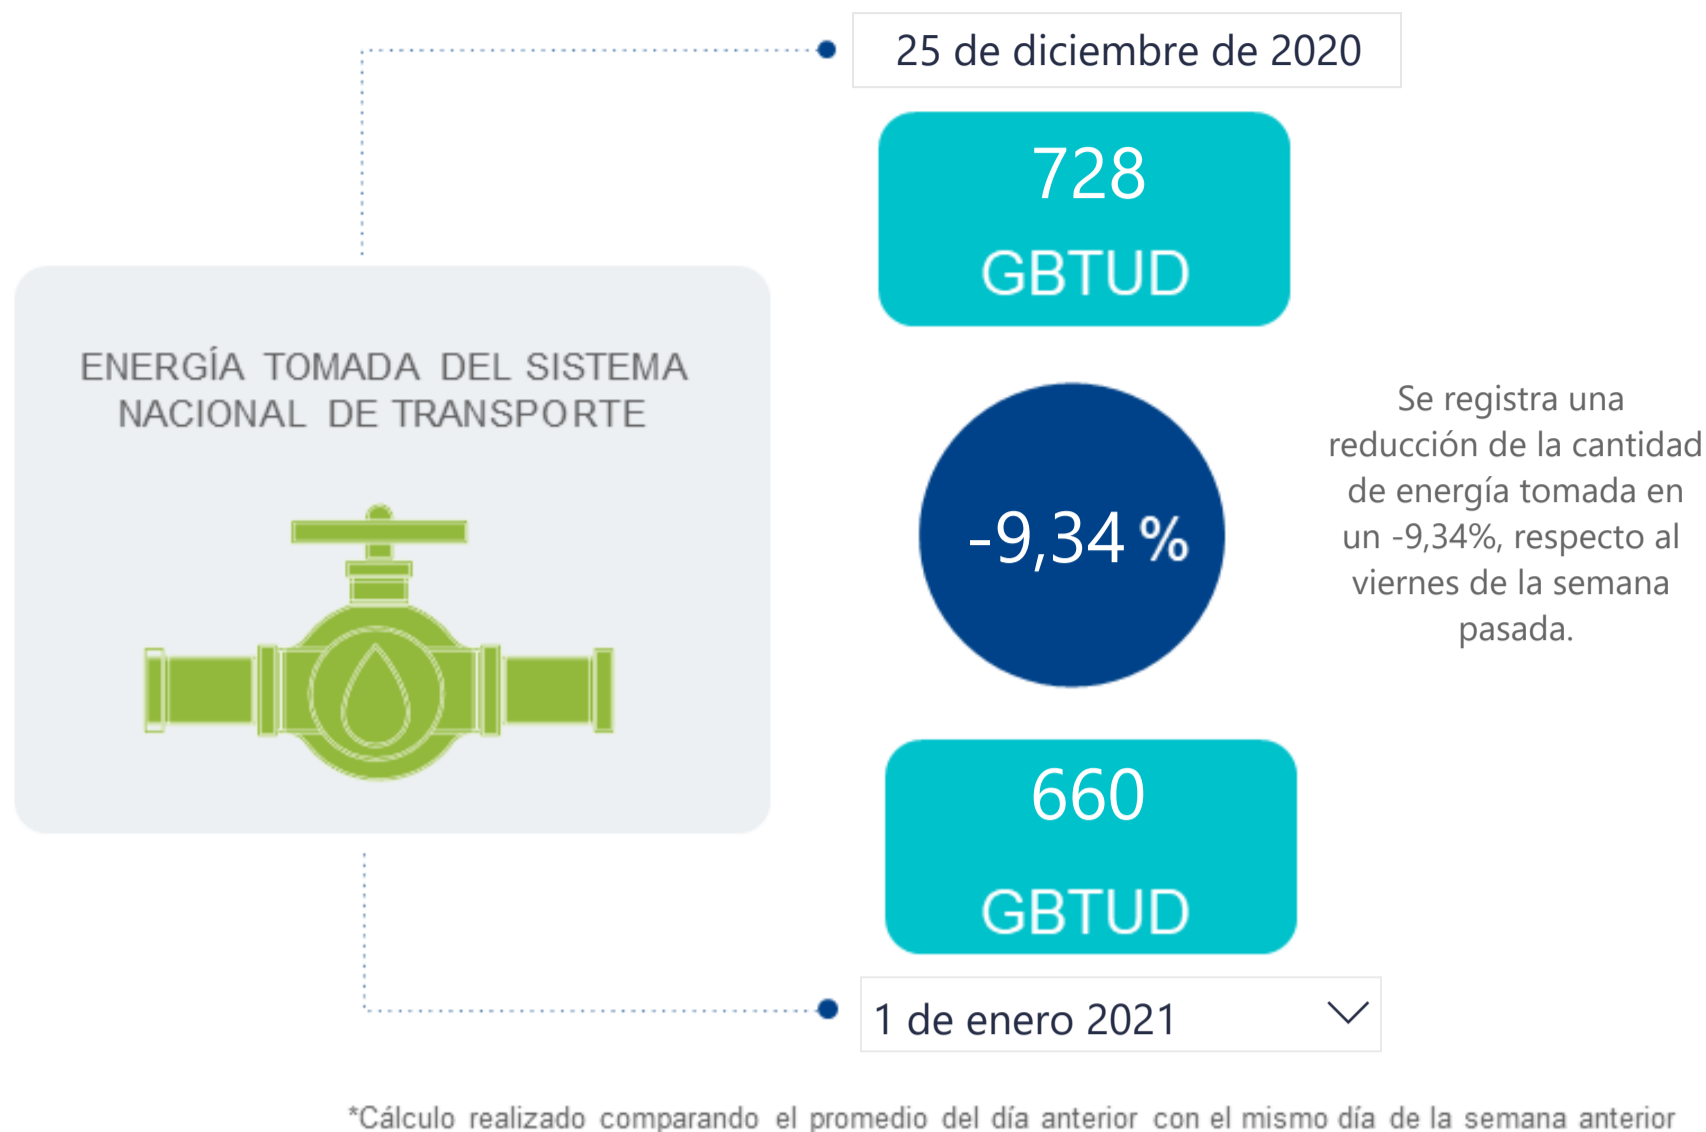 25 de diciembre de 2020
728
GBTUD
ENERGÍA TOMADA DEL SISTEMA
NACIONAL DE TRANSPORTE
-9,34 %
Se registra una
reducción de la cantidad
de energía tomada en
un -9,34%, respecto al
viernes de la semana
pasada.
660
GBTUD
1 de enero 2021
*Cálculo realizado comparando el promedio del día anterior con el mismo día de la semana anterior